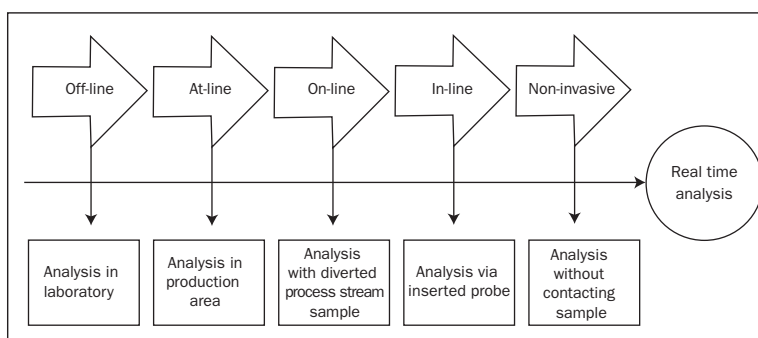 Off-line
At-line
On-line
In-line
Non-invasive
Real time
analysis
Analysis in
laboratory
Analysis in
production
area
Analysis
with diverted
process stream
sample
Analysis via
inserted probe
Analysis
without
contacting
sample